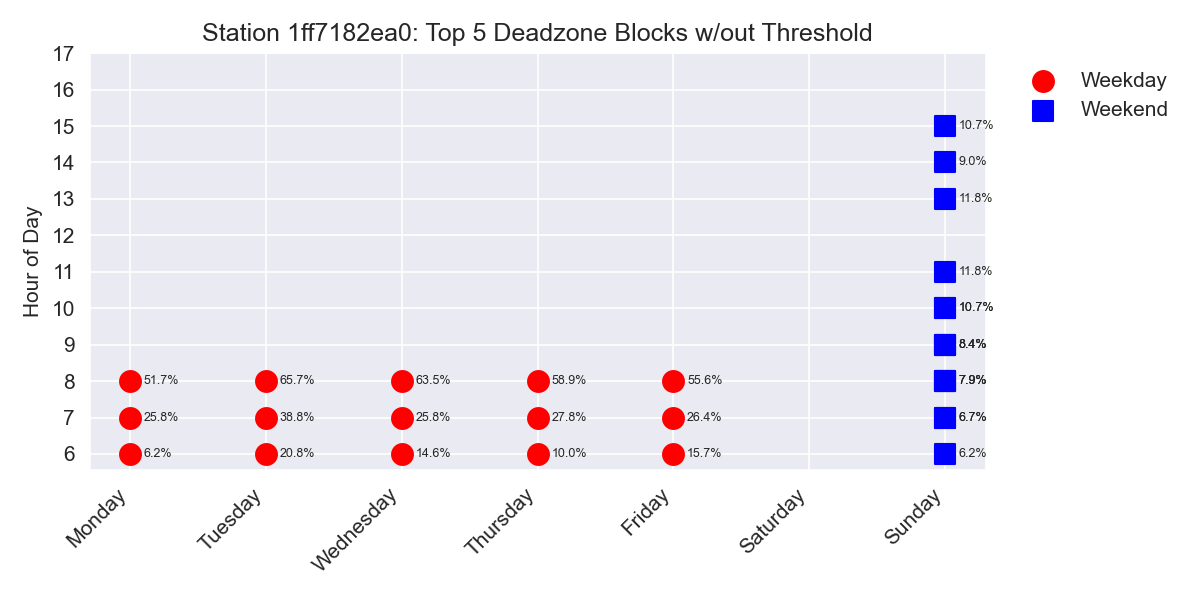 Station 1ff7182ea0: Top 5 Deadzone Blocks w/out Threshold
Weekday
Weekend
Hour of Day
17
16
15 10.7%
14 9.0%
13 11.8%
12
11 11.8%
10 10.7%
9 8.4%
8 51.7% 65.7% 63.5% 58.9% 55.6% 7.9%
7 25.8% 38.8% 25.8% 27.8% 26.4% 6.7%
6 6.2% 20.8% 14.6% 10.0% 15.7% 6.2%
Monday Tuesday Wednesday Thursday Friday Saturday Sunday